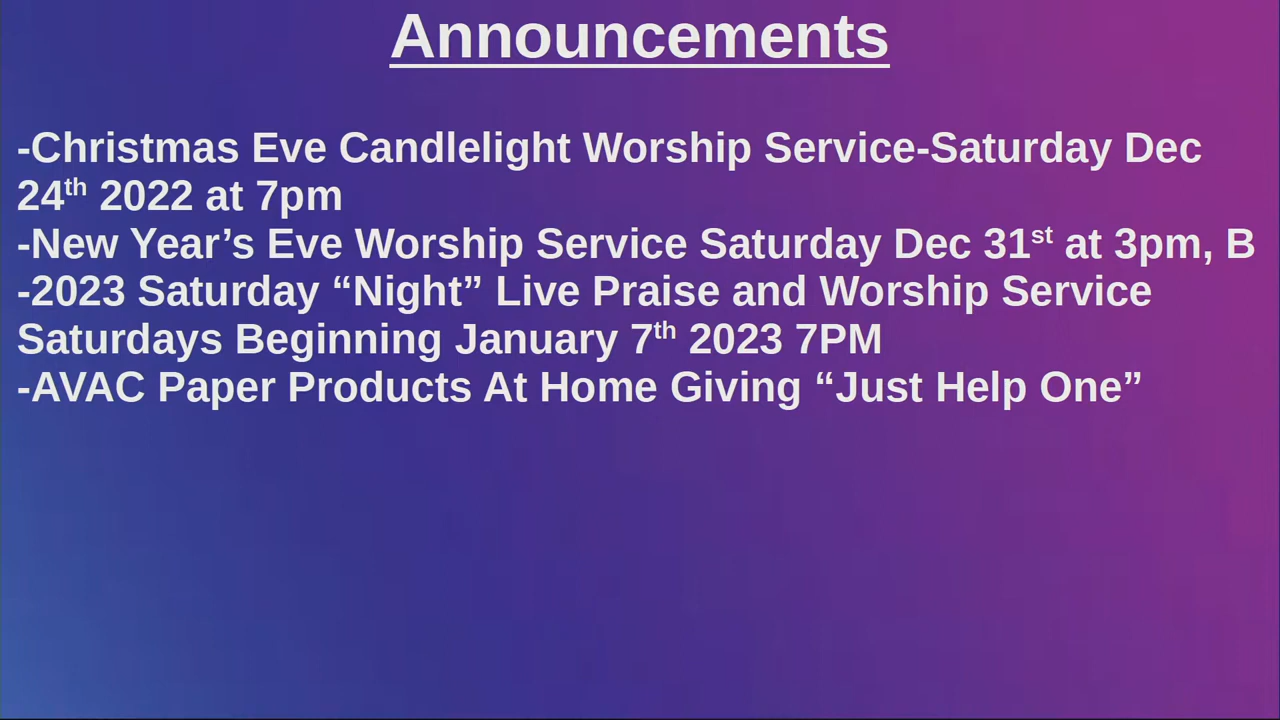 Announcements
-Christmas Eve Candlelight Worship Service-Saturday Dec
24th 2022 at 7pm
-New Year’s Eve Worship Service Saturday Dec 31st at 3pm, B
-2023 Saturday “Night” Live Praise and Worship Service
Saturdays Beginning January 7th 2023 7PM
-AVAC Paper Products At Home Giving “Just Help One”